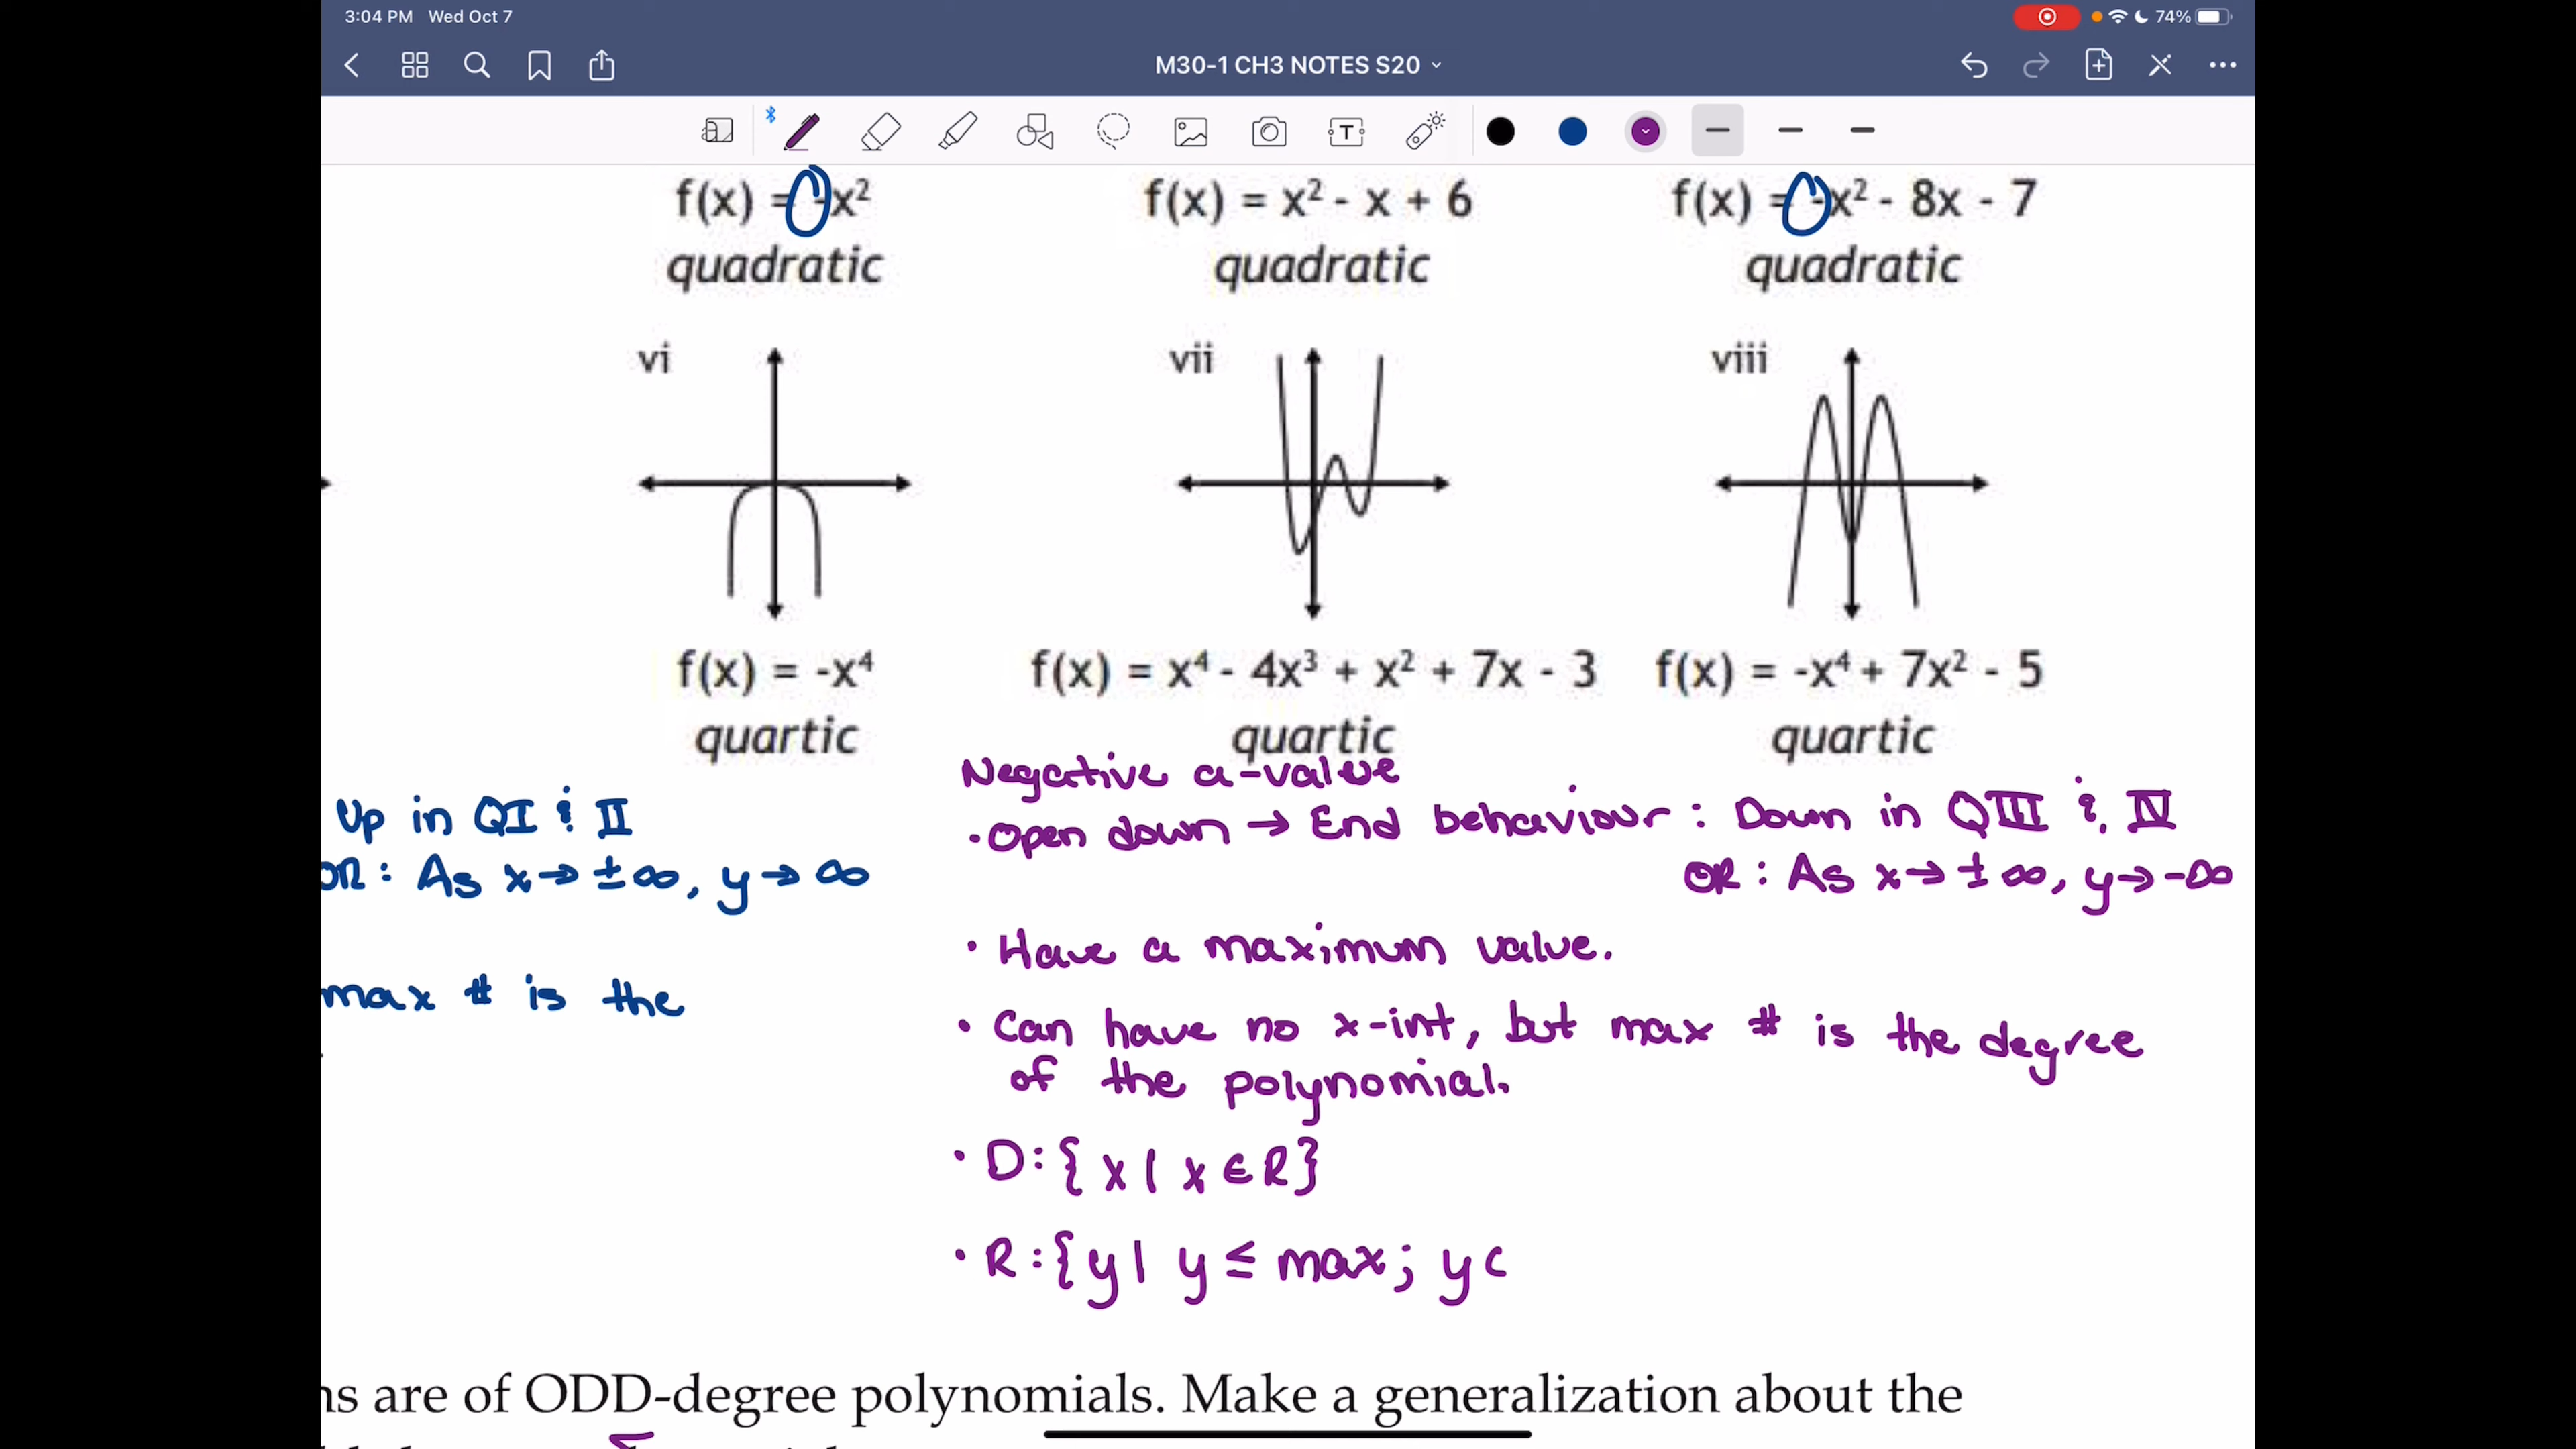 3:04 PM Wed Oct 7
74%
M30-1 CH3 NOTES S20
f(x) = -x²
f(x) = x² - x + 6
f(x) = -x² - 8x - 7
quadratic
quadratic
quadratic
vi
vii
viii
f(x) = -x⁴
f(x) = x⁴ - 4x³ + x² + 7x - 3
f(x) = -x⁴ + 7x² - 5
quartic
quartic
quartic
Up in QI & II
OR: As x→±∞, y→∞
max # is the
Negative a-value
• Open down → End behaviour: Down in QIII & IV
OR: As x→±∞, y→-∞
• Have a maximum value.
• Can have no x-int, but max # is the degree
of the polynomial.
• D:{x | x∈R}
• R:{y | y ≤ max; y
ns are of ODD-degree polynomials. Make a generalization about the